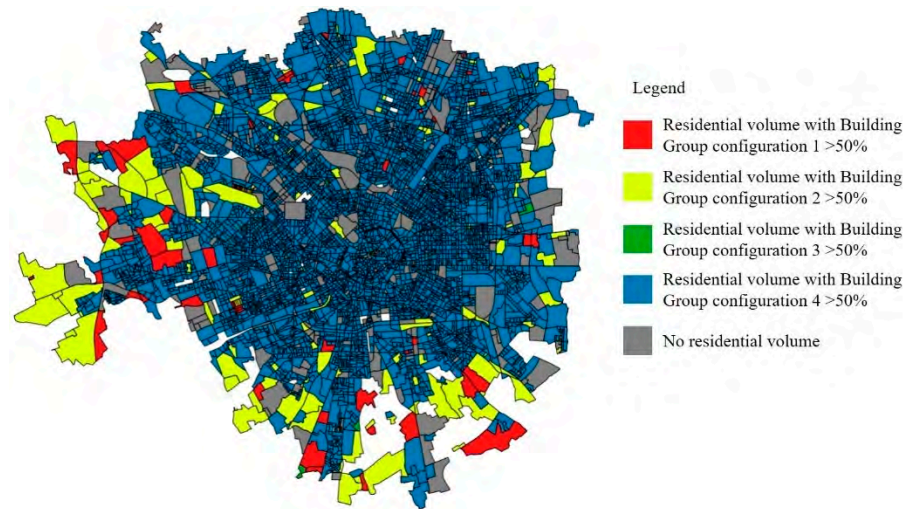 Legend
Residential volume with Building
Group configuration 1 >50%
Residential volume with Building
Group configuration 2 >50%
Residential volume with Building
Group configuration 3 >50%
Residential volume with Building
Group configuration 4 >50%
No residential volume